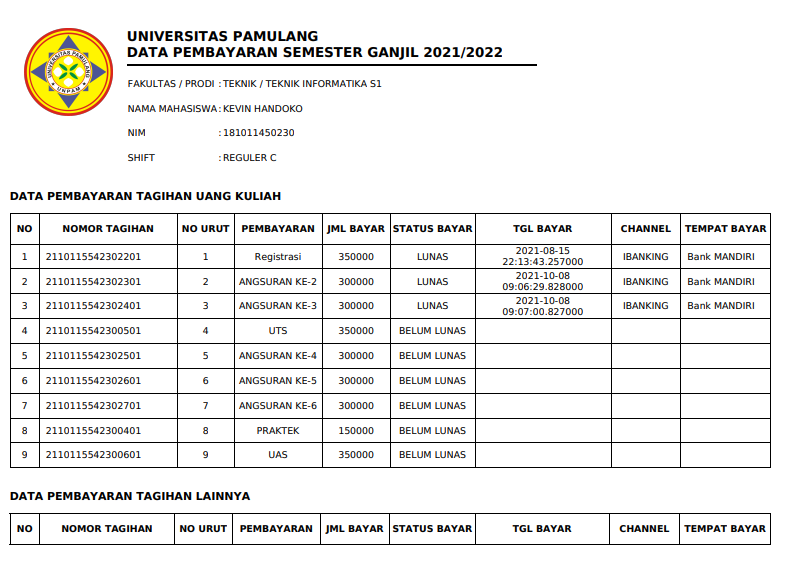 UNIVERSITAS PAMULANG
UNPAM
UNIVERSITAS PAMULANG
DATA PEMBAYARAN SEMESTER GANJIL 2021/2022
FAKULTAS / PRODI : TEKNIK / TEKNIK INFORMATIKA S1
NAMA MAHASISWA : KEVIN HANDOKO
NIM : 181011450230
SHIFT : REGULER C
DATA PEMBAYARAN TAGIHAN UANG KULIAH
NO NOMOR TAGIHAN NO URUT PEMBAYARAN JML BAYAR STATUS BAYAR TGL BAYAR CHANNEL TEMPAT BAYAR
1 2110115542302201 1 Registrasi 350000 LUNAS 2021-08-15 22:13:43.257000 IBANKING Bank MANDIRI
2 2110115542302301 2 ANGSURAN KE-2 300000 LUNAS 2021-10-08 09:06:29.828000 IBANKING Bank MANDIRI
3 2110115542302401 3 ANGSURAN KE-3 300000 LUNAS 2021-10-08 09:07:00.827000 IBANKING Bank MANDIRI
4 2110115542300501 4 UTS 350000 BELUM LUNAS
5 2110115542302501 5 ANGSURAN KE-4 300000 BELUM LUNAS
6 2110115542302601 6 ANGSURAN KE-5 300000 BELUM LUNAS
7 2110115542302701 7 ANGSURAN KE-6 300000 BELUM LUNAS
8 2110115542300401 8 PRAKTEK 150000 BELUM LUNAS
9 2110115542300601 9 UAS 350000 BELUM LUNAS
DATA PEMBAYARAN TAGIHAN LAINNYA
NO NOMOR TAGIHAN NO URUT PEMBAYARAN JML BAYAR STATUS BAYAR TGL BAYAR CHANNEL TEMPAT BAYAR